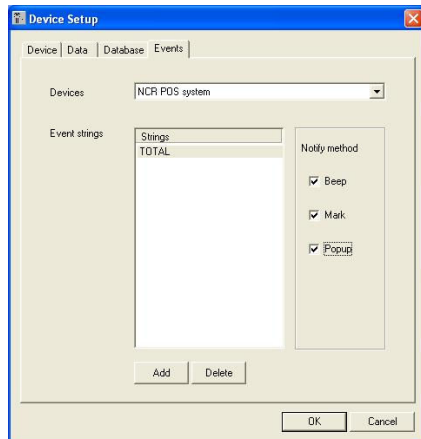 Device Setup
Device Data Database Events
Devices NCR POS system
Event strings Strings
TOTAL
Notify method
Beep
Mark
Popup
Add Delete
OK Cancel